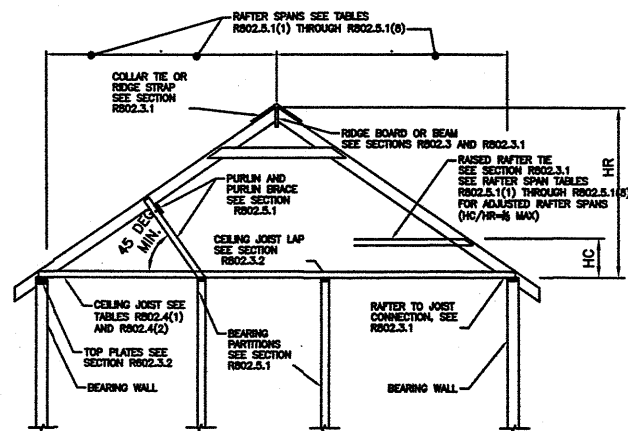 RAFTER SPANS SEE TABLES
R802.5.1(1) THROUGH R802.5.1(8)
COLLAR TIE OR
RIDGE STRAP
SEE SECTION
R802.3.1
RIDGE BOARD OR BEAM
SEE SECTIONS R802.3 AND R802.3.1
RAISED RAFTER TIE
SEE SECTION R802.3.1
SEE RAFTER SPAN TABLES
R802.5.1(1) THROUGH R802.5.1(8)
FOR ADJUSTED RAFTER SPANS
(HC/HR=⅓ MAX)
HR
PURLIN AND
PURLIN BRACE
SEE SECTION
R802.5.1
45 DEG
MIN.
CEILING JOIST LAP
SEE SECTION
R802.3.2
HC
CEILING JOIST SEE
TABLES R802.4(1)
AND R802.4(2)
TOP PLATES SEE
SECTION R602.3.2
BEARING WALL
BEARING
PARTITIONS
SEE SECTION
R802.5.1
RAFTER TO JOIST
CONNECTION, SEE
R802.3.1
BEARING WALL